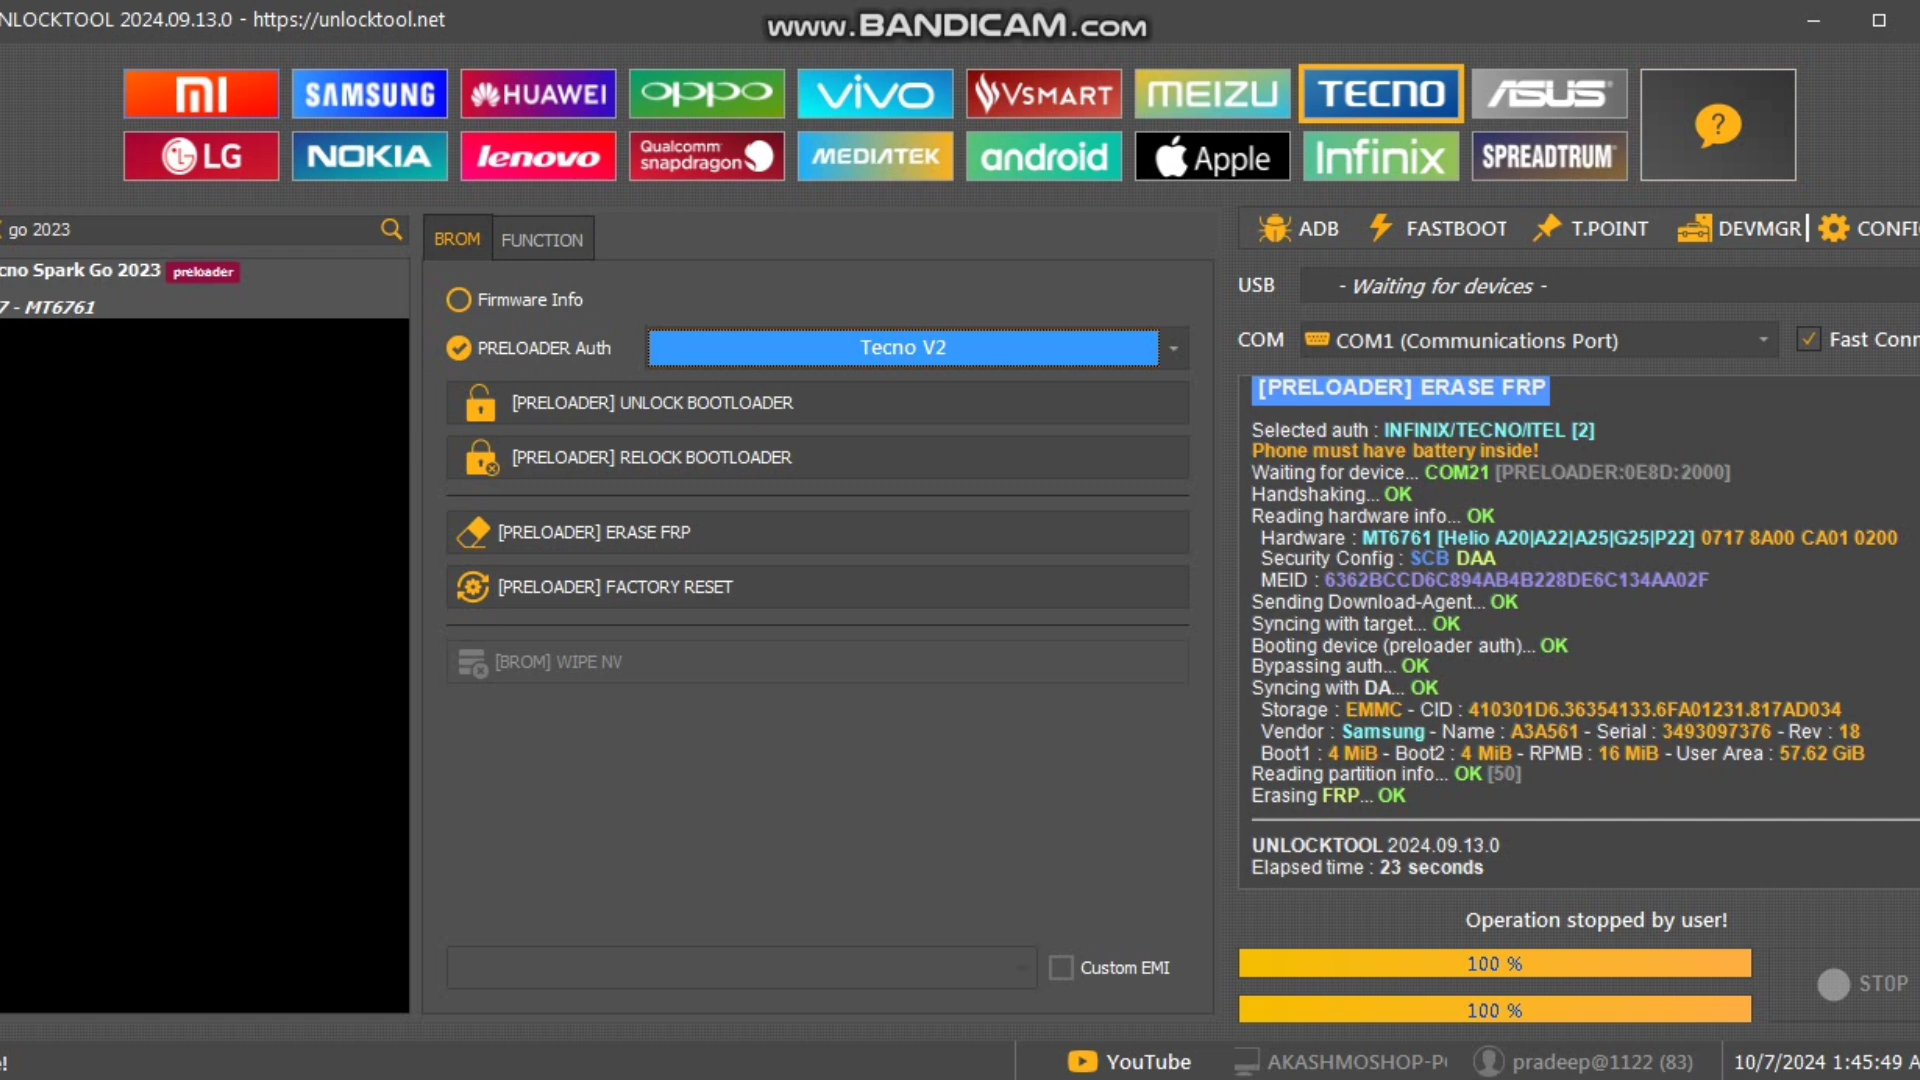 NLOCKTOOL 2024.09.13.0 - https://unlocktool.net
www.BANDICAM.com
MI SAMSUNG HUAWEI oppo vivo VSMART MEIZU TECNO ASUS ?
LG NOKIA lenovo Qualcomm snapdragon MEDIATEK android Apple Infinix SPREADTRUM
go 2023
cno Spark Go 2023 preloader
7 - MT6761
BROM FUNCTION
Firmware Info
PRELOADER Auth Tecno V2
[PRELOADER] UNLOCK BOOTLOADER
[PRELOADER] RELOCK BOOTLOADER
[PRELOADER] ERASE FRP
[PRELOADER] FACTORY RESET
[BROM] WIPE NV
Custom EMI
ADB FASTBOOT T.POINT DEVMGR CONFI
USB - Waiting for devices -
COM COM1 (Communications Port) Fast Conn
[PRELOADER] ERASE FRP
Selected auth : INFINIX/TECNO/ITEL [2]
Phone must have battery inside!
Waiting for device... COM21 [PRELOADER:0E8D:2000]
Handshaking... OK
Reading hardware info... OK
Hardware : MT6761 [Helio A20|A22|A25|G25|P22] 0717 8A00 CA01 0200
Security Config : SCB DAA
MEID : 6362BCCD6C894AB4B228DE6C134AA02F
Sending Download-Agent... OK
Syncing with target... OK
Booting device (preloader auth)... OK
Bypassing auth... OK
Syncing with DA... OK
Storage : EMMC - CID : 410301D6.36354133.6FA01231.817AD034
Vendor : Samsung - Name : A3A561 - Serial : 3493097376 - Rev : 18
Boot1 : 4 MiB - Boot2 : 4 MiB - RPMB : 16 MiB - User Area : 57.62 GiB
Reading partition info... OK [50]
Erasing FRP... OK
UNLOCKTOOL 2024.09.13.0
Elapsed time : 23 seconds
Operation stopped by user!
100 %
100 %
STOP
YouTube AKASHMOSHOP-P pradeep@1122 (83) 10/7/2024 1:45:49 A